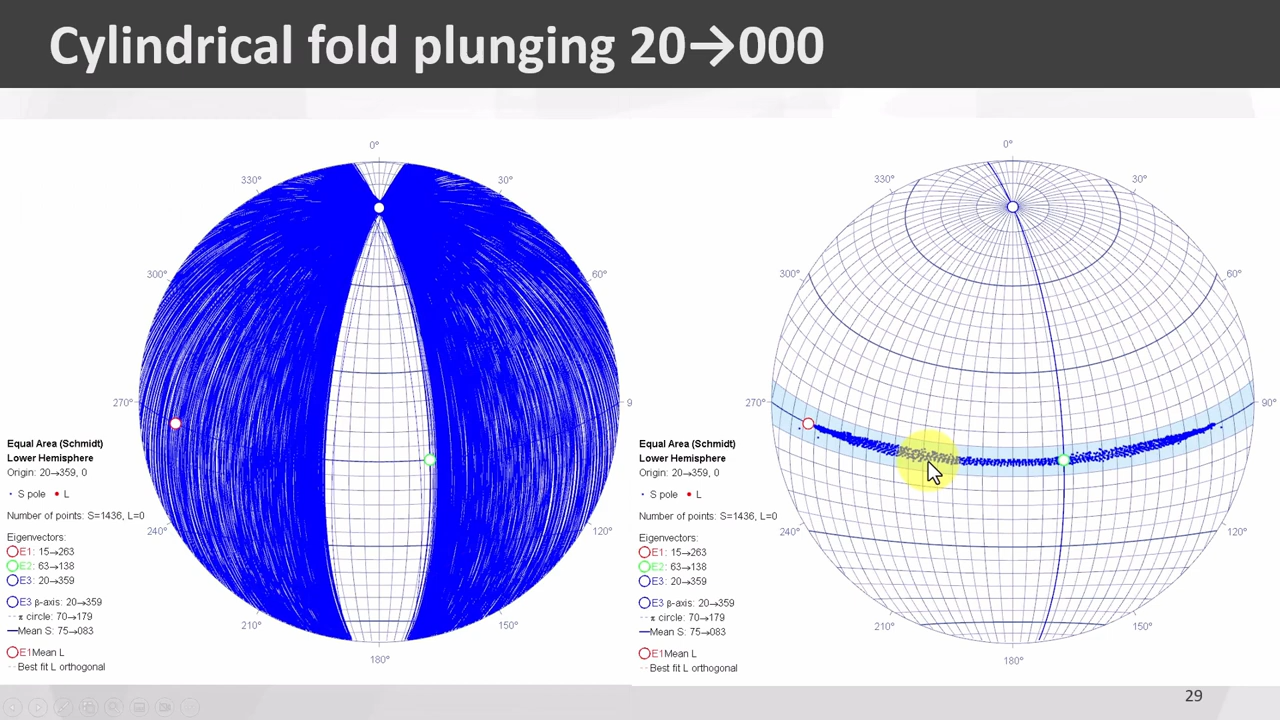 Cylindrical fold plunging 20→000
0°
330°
30°
300°
60°
270°
9
240°
120°
210°
150°
180°
Equal Area (Schmidt)
Lower Hemisphere
Origin: 20→359, 0
· S pole • L
Number of points: S=1436, L=0
Eigenvectors:
E1: 15→263
E2: 63→138
E3: 20→359
E3 β-axis: 20→359
π circle: 70→179
Mean S: 75→083
E1Mean L
Best fit L orthogonal
0°
330°
30°
300°
60°
270°
90°
240°
120°
210°
150°
180°
Equal Area (Schmidt)
Lower Hemisphere
Origin: 20→359, 0
· S pole • L
Number of points: S=1436, L=0
Eigenvectors:
E1: 15→263
E2: 63→138
E3: 20→359
E3 β-axis: 20→359
π circle: 70→179
Mean S: 75→083
E1Mean L
Best fit L orthogonal
29